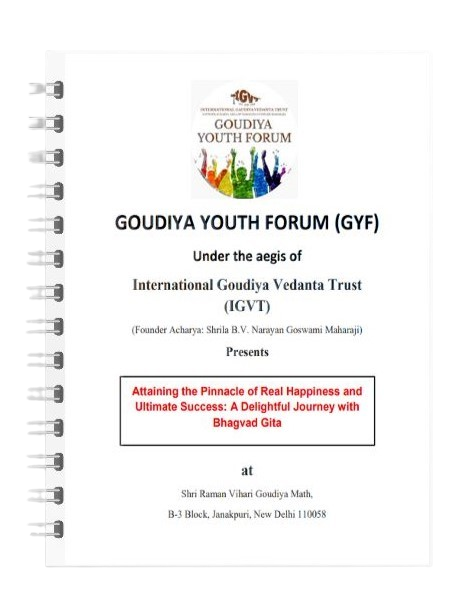 IGVT
INTERNATIONAL GAUDIYA VEDANTA TRUST
GOUDIYA
YOUTH FORUM
GOUDIYA YOUTH FORUM (GYF)
Under the aegis of
International Goudiya Vedanta Trust
(IGVT)
(Founder Acharya: Shrila B.V. Narayan Goswami Maharaji)
Presents
Attaining the Pinnacle of Real Happiness and
Ultimate Success: A Delightful Journey with
Bhagvad Gita
at
Shri Raman Vihari Goudiya Math,
B-3 Block, Janakpuri, New Delhi 110058